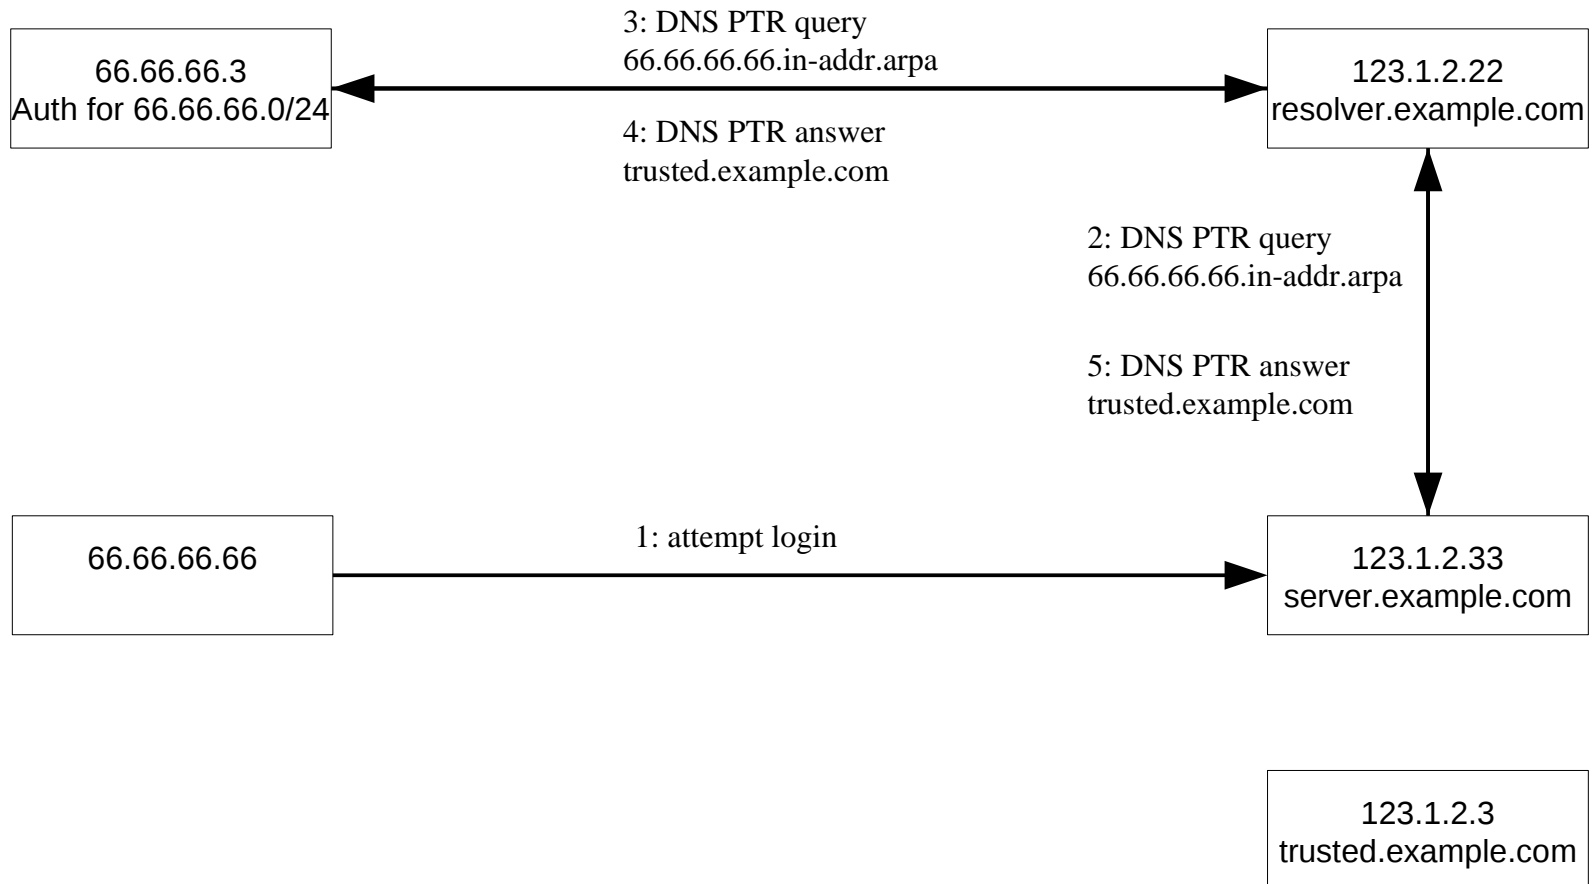 3: DNS PTR query
66.66.66.66.in-addr.arpa
66.66.66.3
Auth for 66.66.66.0/24
123.1.2.22
resolver.example.com
4: DNS PTR answer
trusted.example.com
2: DNS PTR query
66.66.66.66.in-addr.arpa
5: DNS PTR answer
trusted.example.com
66.66.66.66
1: attempt login
123.1.2.33
server.example.com
123.1.2.3
trusted.example.com